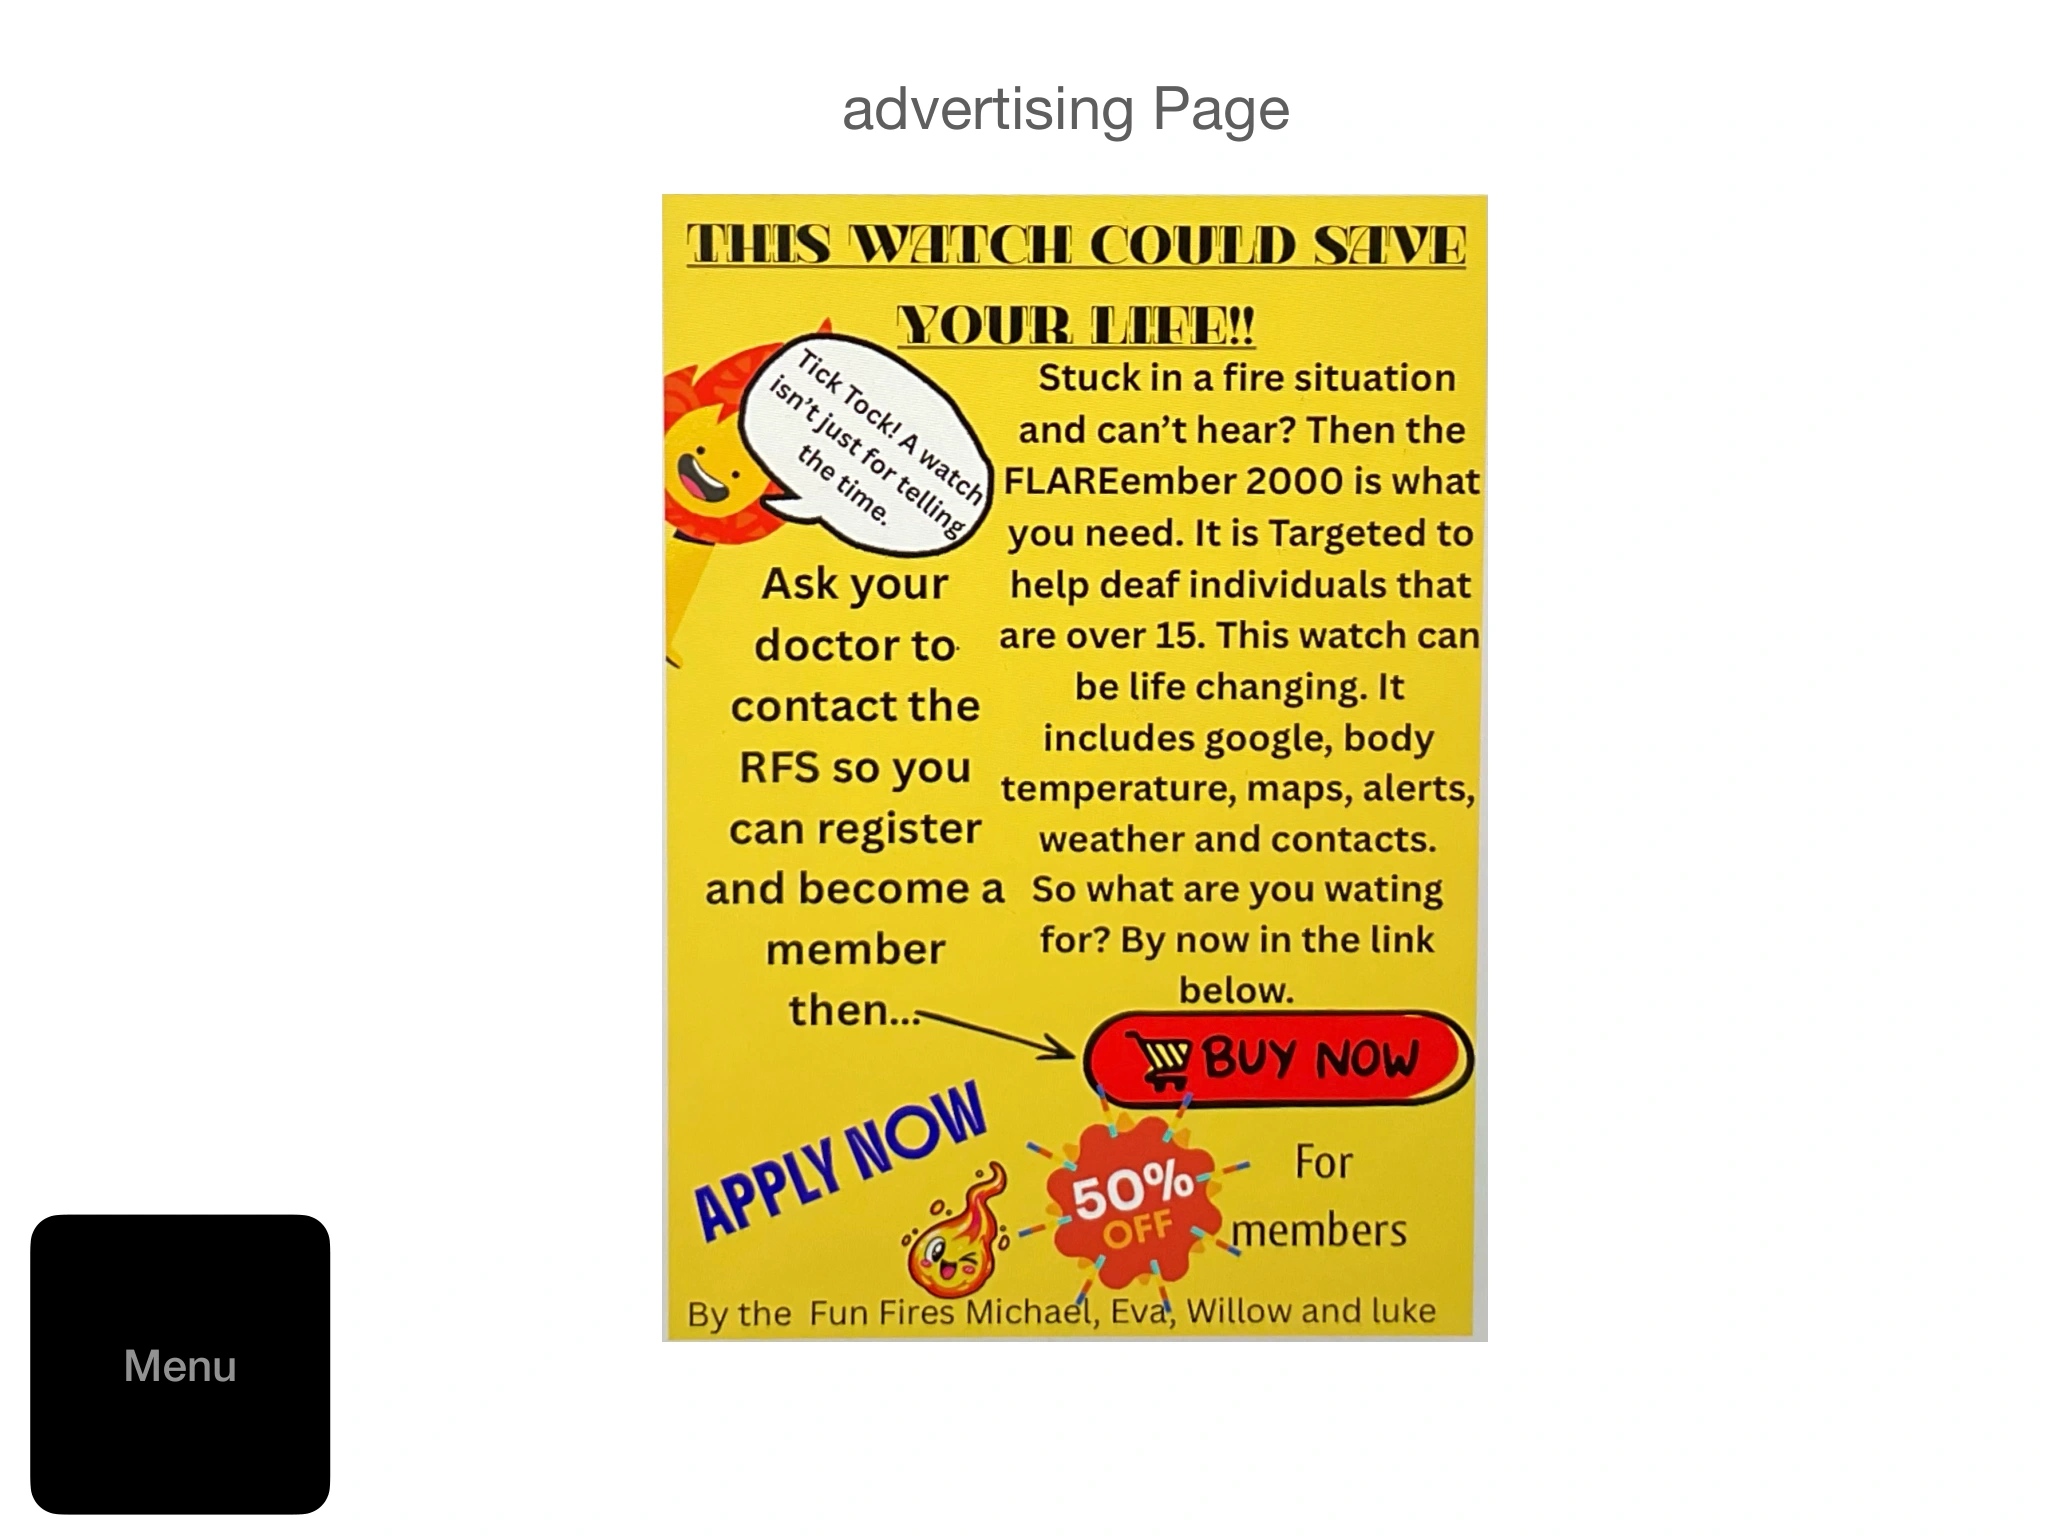 advertising Page
THIS WATCH COULD SAVE
YOUR LIFE!!
Tick Tock! A watch
isn't just for telling
the time.
Ask your
doctor to
contact the
RFS so you
can register
and become a
member
then...
Stuck in a fire situation
and can't hear? Then the
FLAREember 2000 is what
you need. It is Targeted to
help deaf individuals that
are over 15. This watch can
be life changing. It
includes google, body
temperature, maps, alerts,
weather and contacts.
So what are you wating
for? By now in the link
below.
BUY NOW
APPLY NOW
50%
OFF
For
members
By the Fun Fires Michael, Eva, Willow and luke
Menu